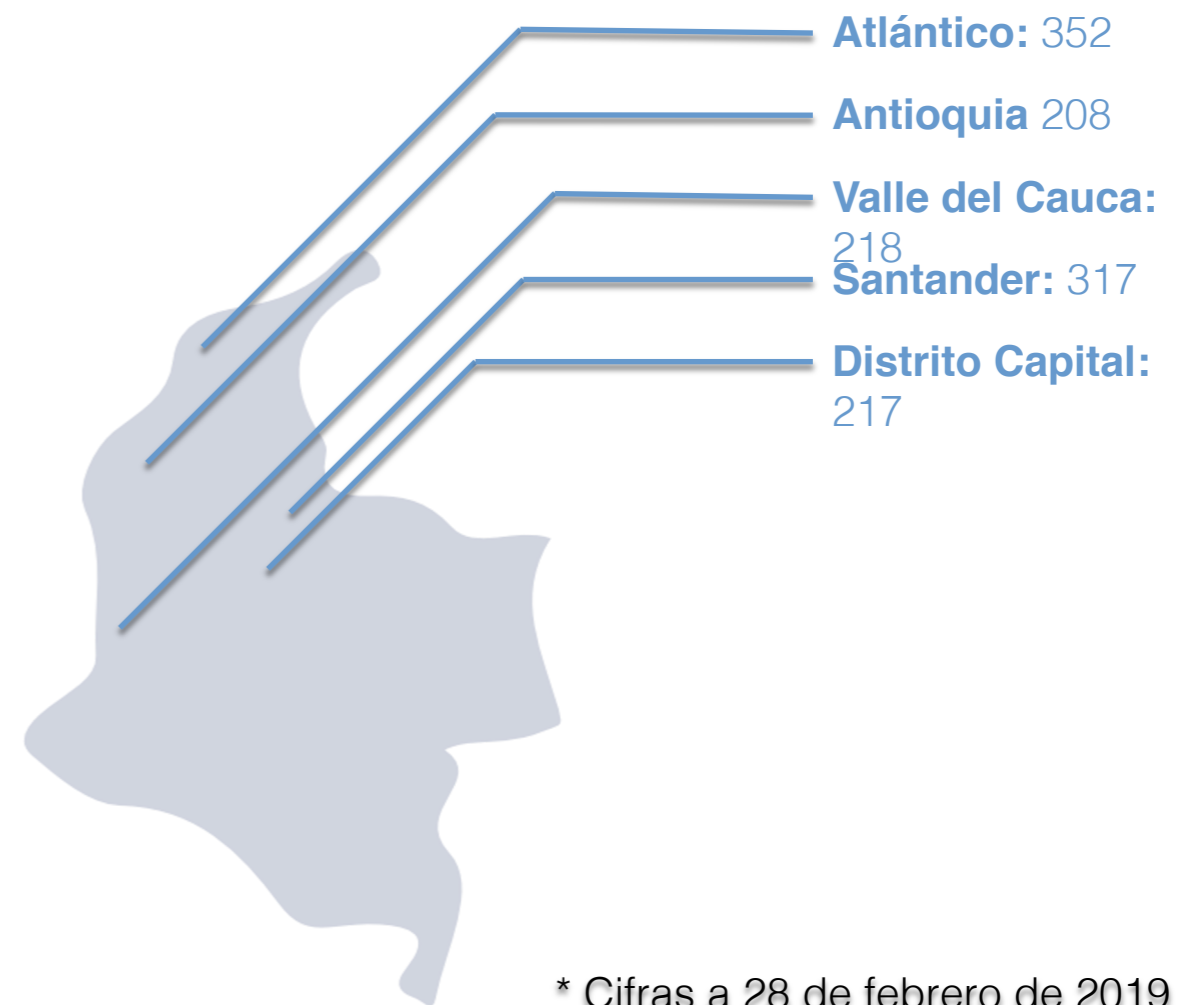 Atlántico: 352
Antioquia 208
Valle del Cauca:
218
Santander: 317
Distrito Capital:
217
* Cifras a 28 de febrero de 2019